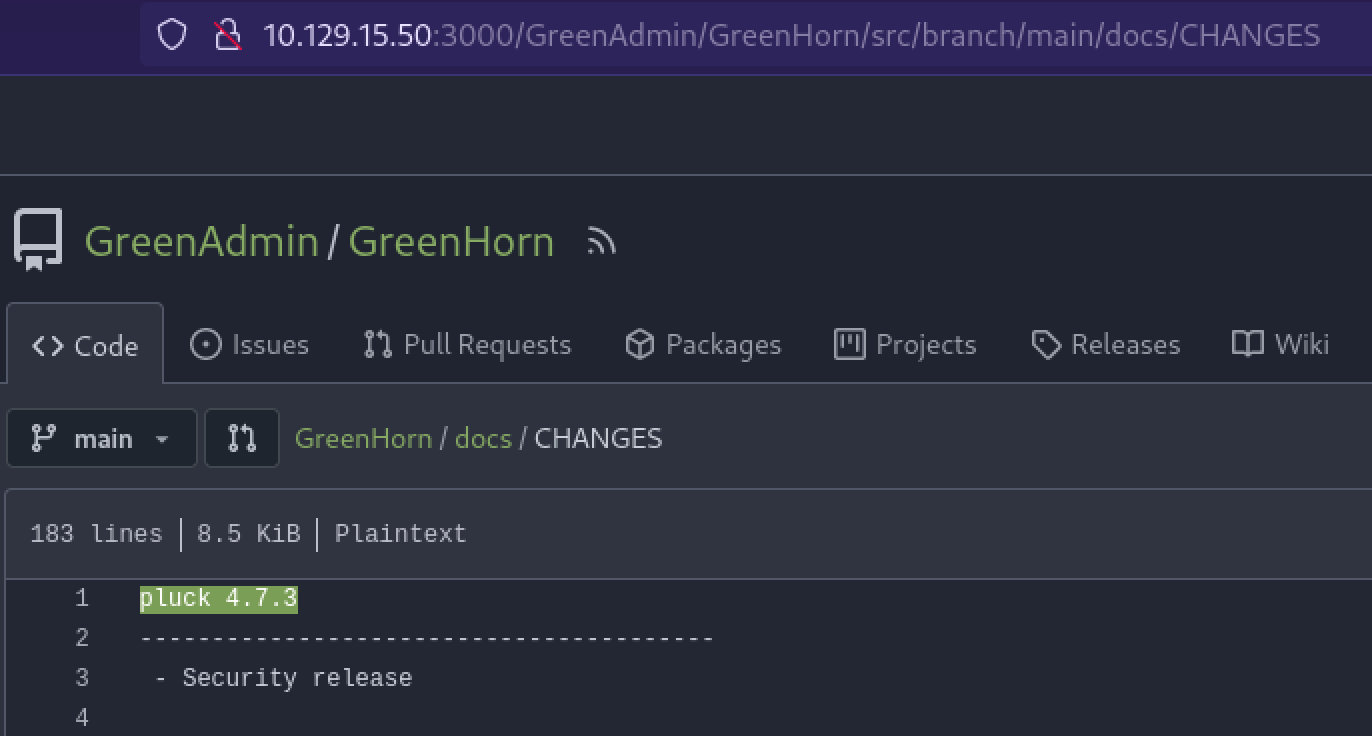 10.129.15.50:3000/GreenAdmin/GreenHorn/src/branch/main/docs/CHANGES
GreenAdmin / GreenHorn
Code Issues Pull Requests Packages Projects Releases Wiki
main GreenHorn / docs / CHANGES
183 lines | 8.5 KiB | Plaintext
1 pluck 4.7.3
2 ----------------------------------------
3 - Security release
4